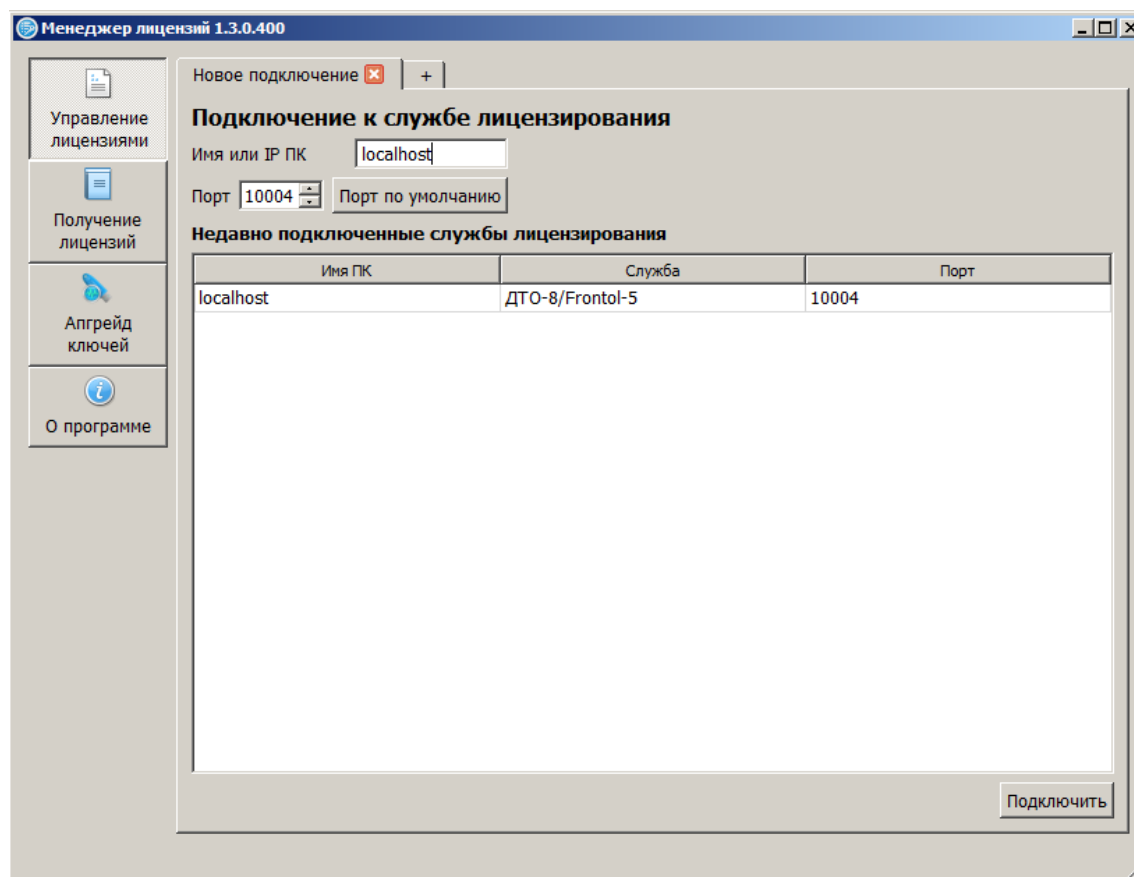 Менеджер лицензий 1.3.0.400
Управление
лицензиями
Получение
лицензий
Апгрейд
ключей
О программе
Новое подключение
+
Подключение к службе лицензирования
Имя или IP ПК localhost
Порт 10004 Порт по умолчанию
Недавно подключенные службы лицензирования
Имя ПК Служба Порт
localhost ДТО-8/Frontol-5 10004
Подключить